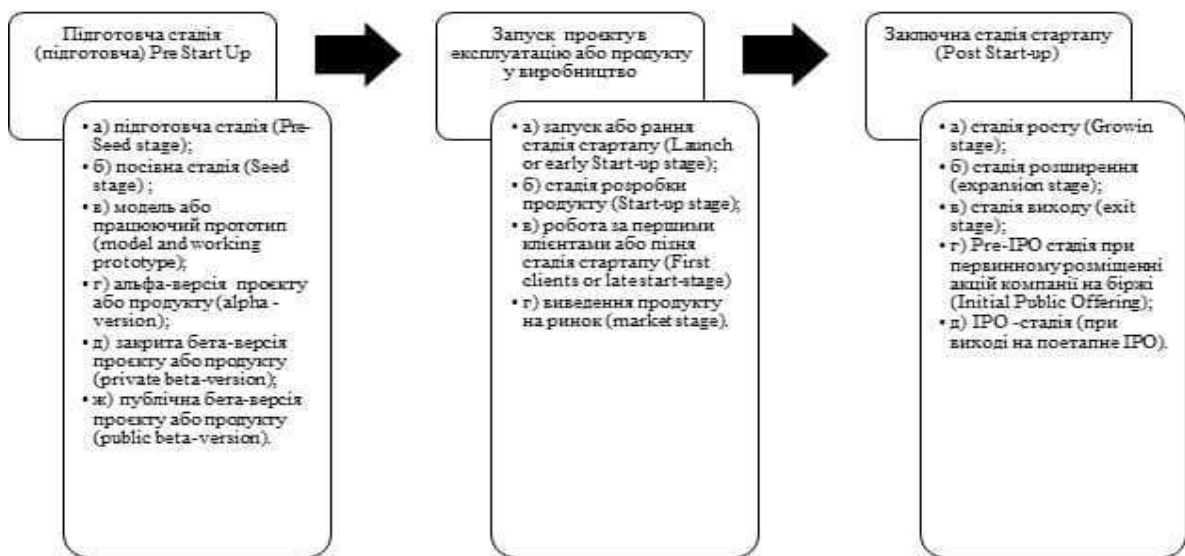 Підготовча стадія
(підготовча) Pre Start Up
• а) підготовча стадія (Pre-
Seed stage);
• б) посівна стадія (Seed
stage) ;
• в) модель або
працюючий прототип
(model and working
prototype);
• г) альфа-версія проєкту
або продукту (alpha -
version);
• д) закрита бета-версія
проєкту або продукту
(private beta-version);
• ж) публічна бета-версія
проєкту або продукту
(public beta-version).
Запуск проєкту в
експлуатацію або продукту
у виробництво
• а) запуск або рання
стадія стартапу (Launch
or early Start-up stage);
• б) стадія розробки
продукту (Start-up stage);
• в) робота за першими
клієнтами або пізня
стадія стартапу (First
clients or late start-stage)
• г) виведення продукту
на ринок (market stage).
Заключна стадія стартапу
(Post Start-up)
• а) стадія росту (Growin
stage);
• б) стадія розширення
(expansion stage);
• в) стадія виходу (exit
stage);
• г) Pre-IPO стадія при
первинному розміщенні
акцій компанії на біржі
(Initial Public Offering);
• д) IPO -стадія (при
виході на поетапне IPO).